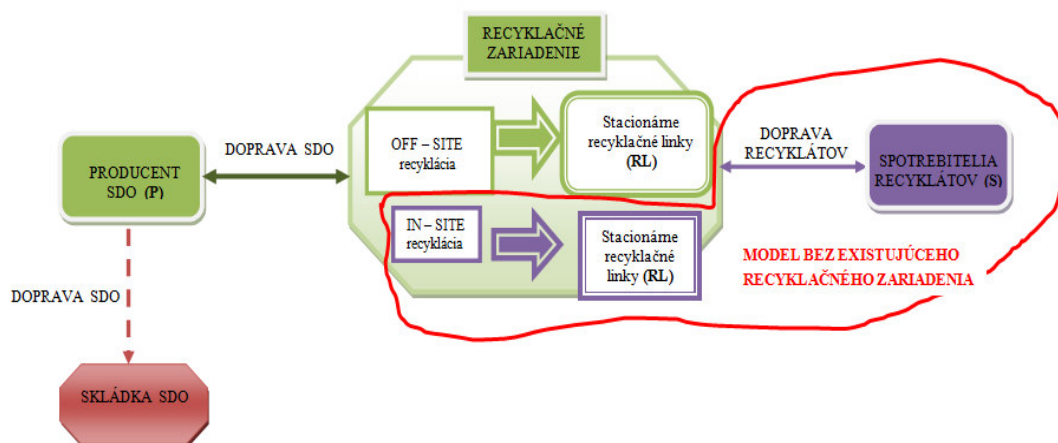 RECYKLAČNÉ
ZARIADENIE
OFF – SITE
recyklácia
Stacionárne
recyklačné linky
(RL)
DOPRAVA SDO
PRODUCENT
SDO (P)
DOPRAVA
RECYKLÁTOV
SPOTREBITELIA
RECYKLÁTOV (S)
IN – SITE
recyklácia
Stacionárne
recyklačné
linky (RL)
MODEL BEZ EXISTUJÚCEHO
RECYKLAČNÉHO ZARIADENIA
DOPRAVA SDO
SKLÁDKA SDO